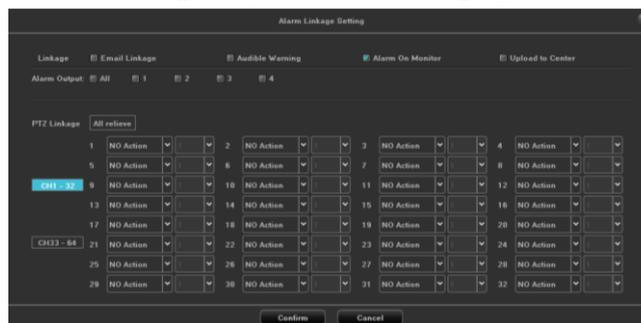 Alarm Linkage Setting
Linkage Email Linkage Audible Warning Alarm On Monitor Upload to Center
Alarm Output: All 1 2 3 4
PTZ Linkage All relieve
1 NO Action 2 NO Action 3 NO Action 4 NO Action
5 NO Action 6 NO Action 7 NO Action 8 NO Action
CH1 - 32 9 NO Action 10 NO Action 11 NO Action 12 NO Action
13 NO Action 14 NO Action 15 NO Action 16 NO Action
17 NO Action 18 NO Action 19 NO Action 20 NO Action
CH33 - 64 21 NO Action 22 NO Action 23 NO Action 24 NO Action
25 NO Action 26 NO Action 27 NO Action 28 NO Action
29 NO Action 30 NO Action 31 NO Action 32 NO Action
Confirm Cancel